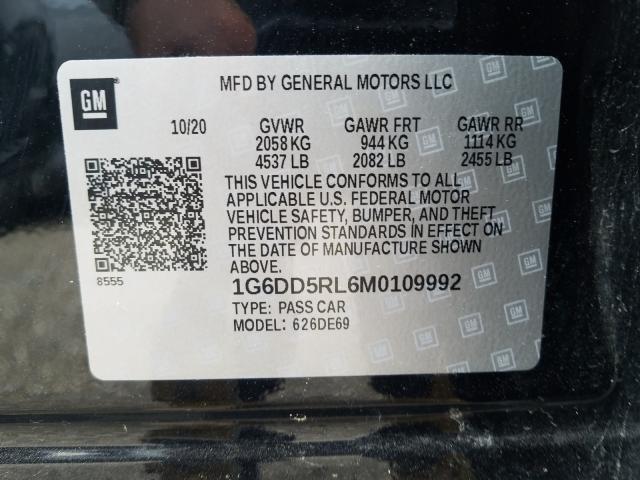 GM
MFD BY GENERAL MOTORS LLC
10/20 GVWR GAWR FRT GAWR RR
2058 KG 944 KG 1114 KG
4537 LB 2082 LB 2455 LB
THIS VEHICLE CONFORMS TO ALL
APPLICABLE U.S. FEDERAL MOTOR
VEHICLE SAFETY, BUMPER, AND THEFT
PREVENTION STANDARDS IN EFFECT ON
THE DATE OF MANUFACTURE SHOWN
ABOVE.
8555
1G6DD5RL6M0109992
TYPE: PASS CAR
MODEL: 626DE69